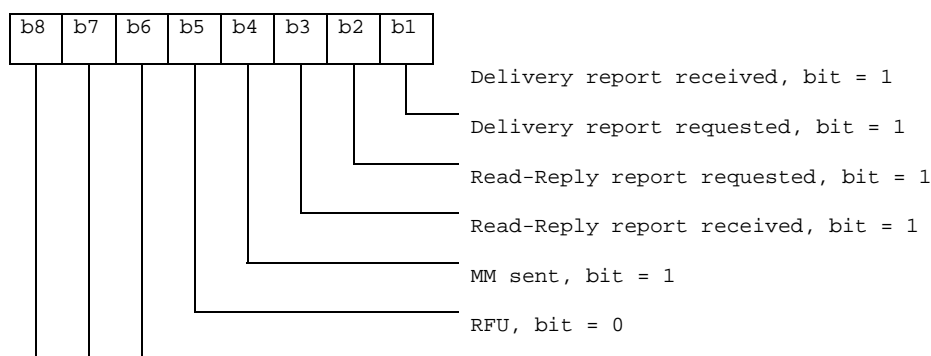 b8 b7 b6 b5 b4 b3 b2 b1
Delivery report received, bit = 1
Delivery report requested, bit = 1
Read-Reply report requested, bit = 1
Read-Reply report received, bit = 1
MM sent, bit = 1
RFU, bit = 0